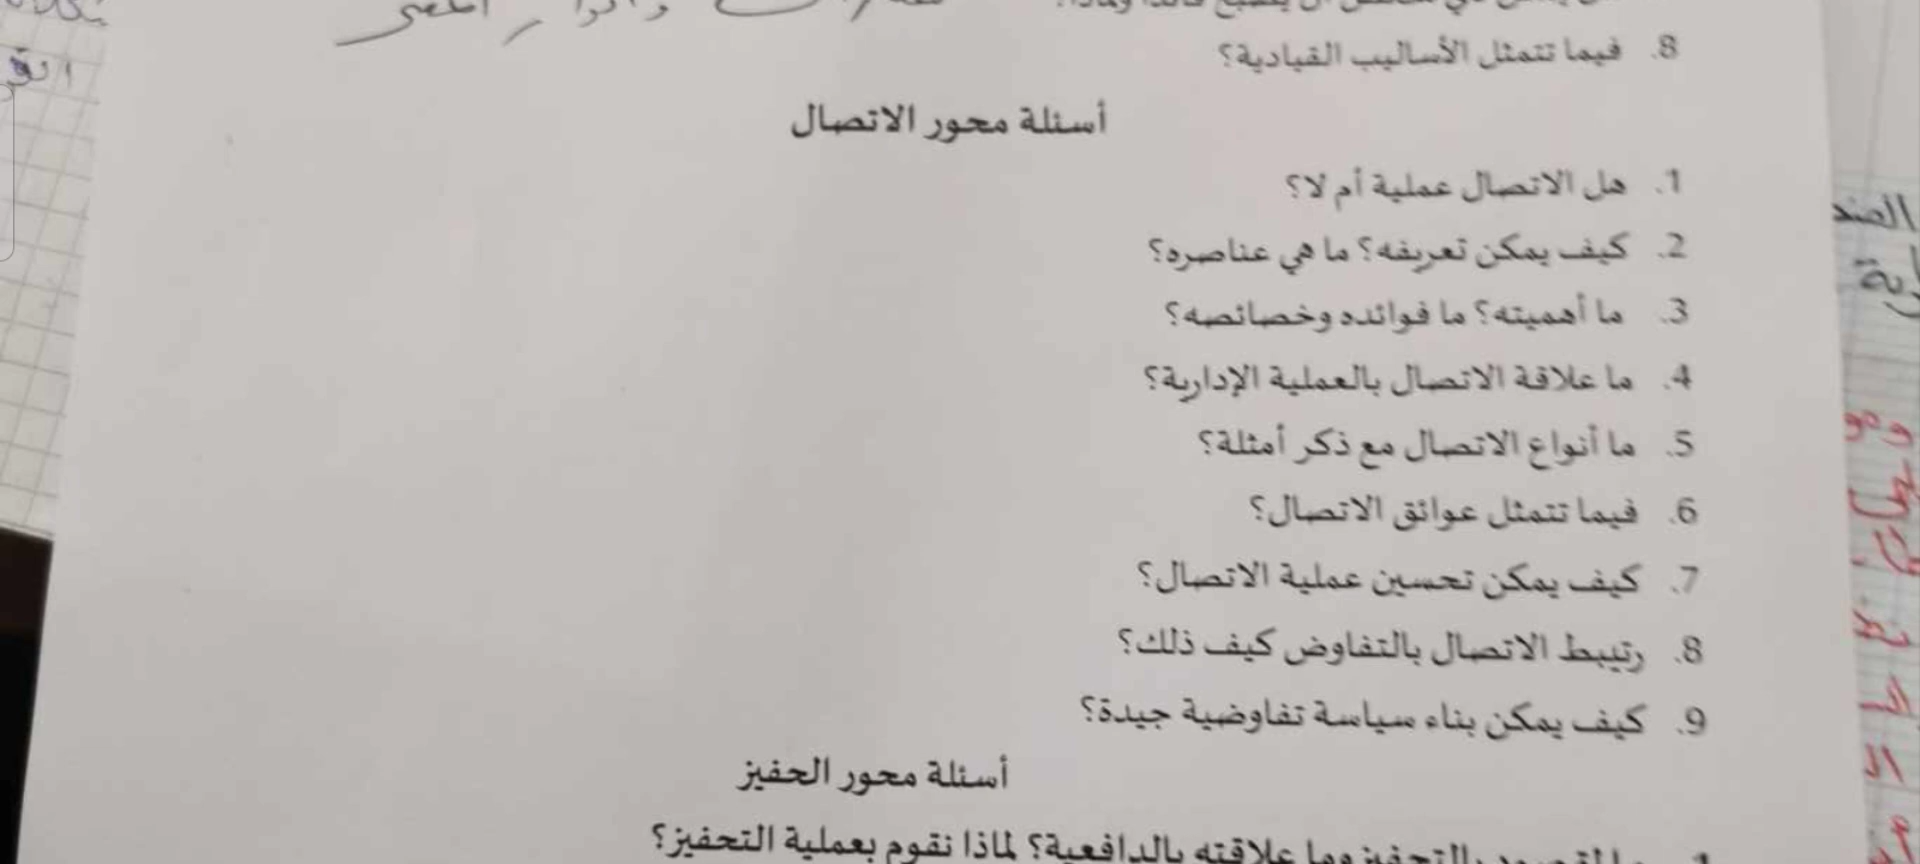 8. فيما تتمثل الأساليب القيادية؟
أسئلة محور الاتصال
1. هل الاتصال عملية أم لا؟
2. كيف يمكن تعريفه؟ ما هي عناصره؟
3. ما أهميته؟ ما فوائده وخصائصه؟
4. ما علاقة الاتصال بالعملية الإدارية؟
5. ما أنواع الاتصال مع ذكر أمثلة؟
6. فيما تتمثل عوائق الاتصال؟
7. كيف يمكن تحسين عملية الاتصال؟
8. رتيبط الاتصال بالتفاوض كيف ذلك؟
9. كيف يمكن بناء سياسة تفاوضية جيدة؟
أسئلة محور الحفيز
بالتحفيز وما علاقته بالدافعية؟ لماذا نقوم بعملية التحفيز؟